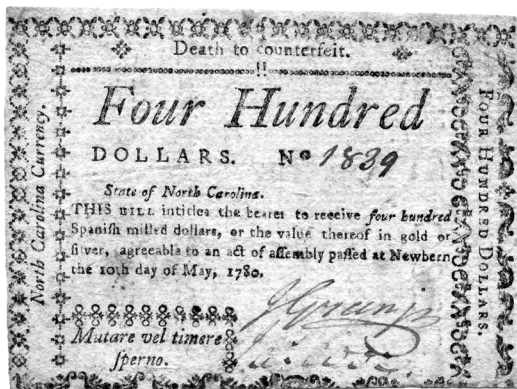 Death to counterfeit.
!!
Four Hundred
DOLLARS. No 1839
State of North Carolina.
THIS BILL intitles the bearer to receive four hundred
Spanish milled dollars, or the value thereof in gold or
ſilver, agreeable to an act of aſſembly paſſed at Newbern
the 10th day of May, 1780.
Mutare vel timere
ſperno.
North Carolina Currency.
FOUR HUNDRED DOLLARS.